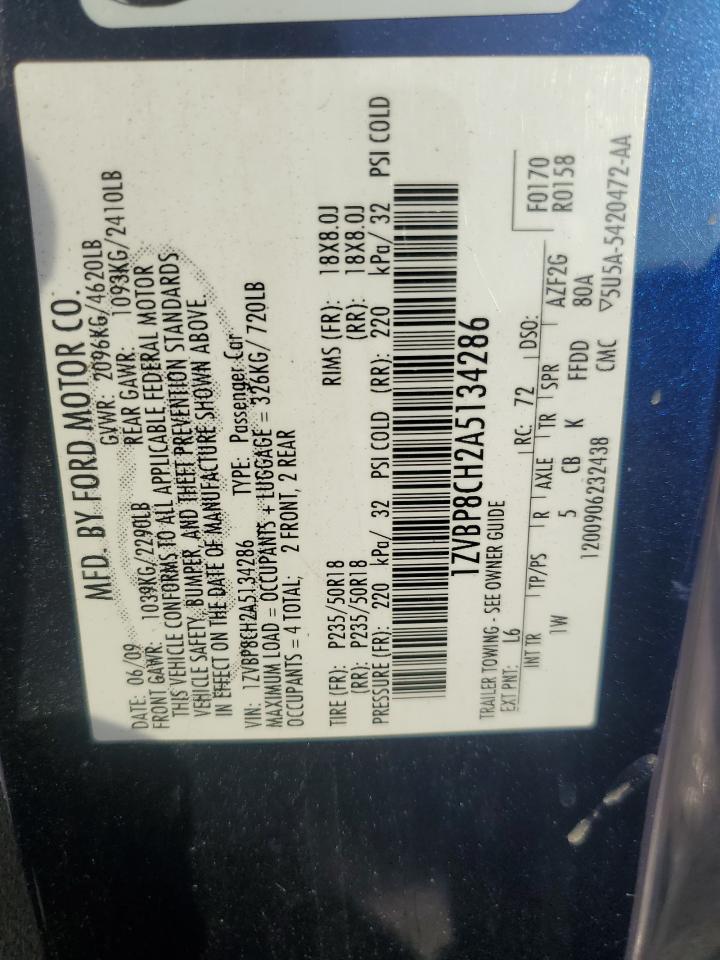 MFD. BY FORD MOTOR CO.
DATE: 06/09 GVWR: 2096KG/4620LB
FRONT GAWR: 1039KG/2290LB REAR GAWR: 1093KG/2410LB
THIS VEHICLE CONFORMS TO ALL APPLICABLE FEDERAL MOTOR
VEHICLE SAFETY, BUMPER, AND THEFT PREVENTION STANDARDS
IN EFFECT ON THE DATE OF MANUFACTURE SHOWN ABOVE.
VIN: 1ZVBP8CH2A5134286 TYPE: Passenger Car
MAXIMUM LOAD = OCCUPANTS + LUGGAGE = 326KG/ 720LB
OCCUPANTS = 4 TOTAL; 2 FRONT, 2 REAR
TIRE (FR): P235/50R18 RIMS (FR): 18X8.0J
(RR): P235/50R18 (RR): 18X8.0J
PRESSURE (FR): 220 kPa/ 32 PSI COLD (RR): 220 kPa/ 32 PSI COLD
1ZVBP8CH2A5134286
TRAILER TOWING - SEE OWNER GUIDE
EXT PNT: L6 RC: 72 DSO: F0170
R0158
INT TR TP/PS R AXLE TR SPR AZF2G
1W 5 CB K FFDD 80A
1200906232438 CMC ▽5U5A-5420472-AA